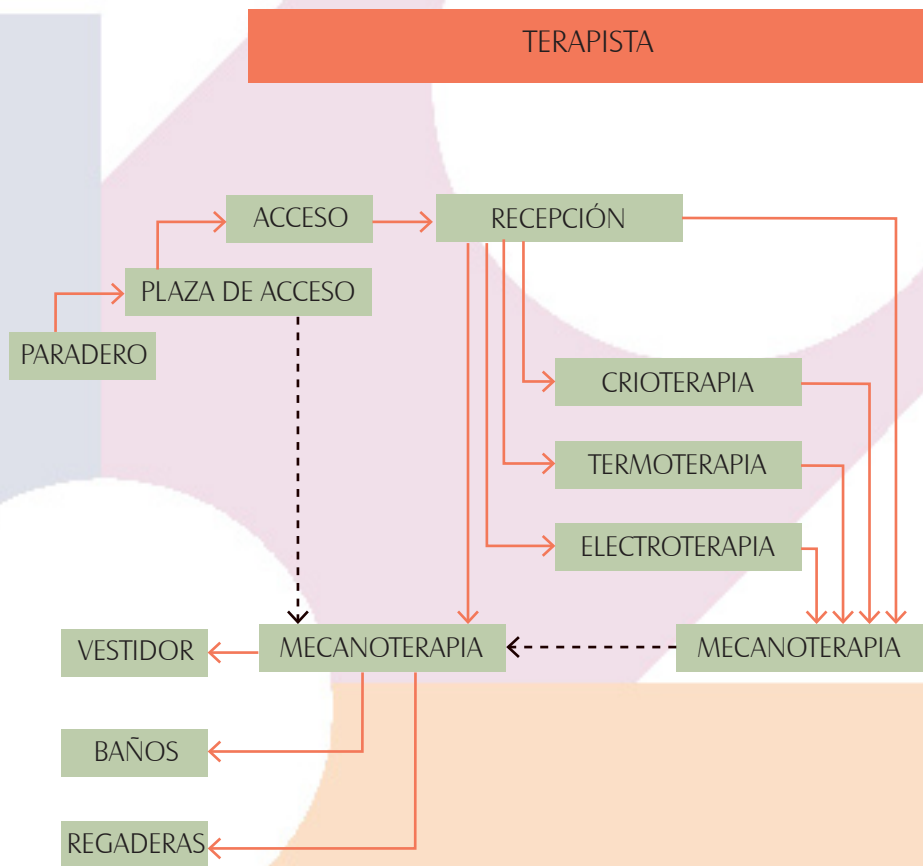 TERAPISTA
ACCESO
RECEPCIÓN
PLAZA DE ACCESO
PARADERO
CRIOTERAPIA
TERMOTERAPIA
ELECTROTERAPIA
VESTIDOR
MECANOTERAPIA
MECANOTERAPIA
BAÑOS
REGADERAS